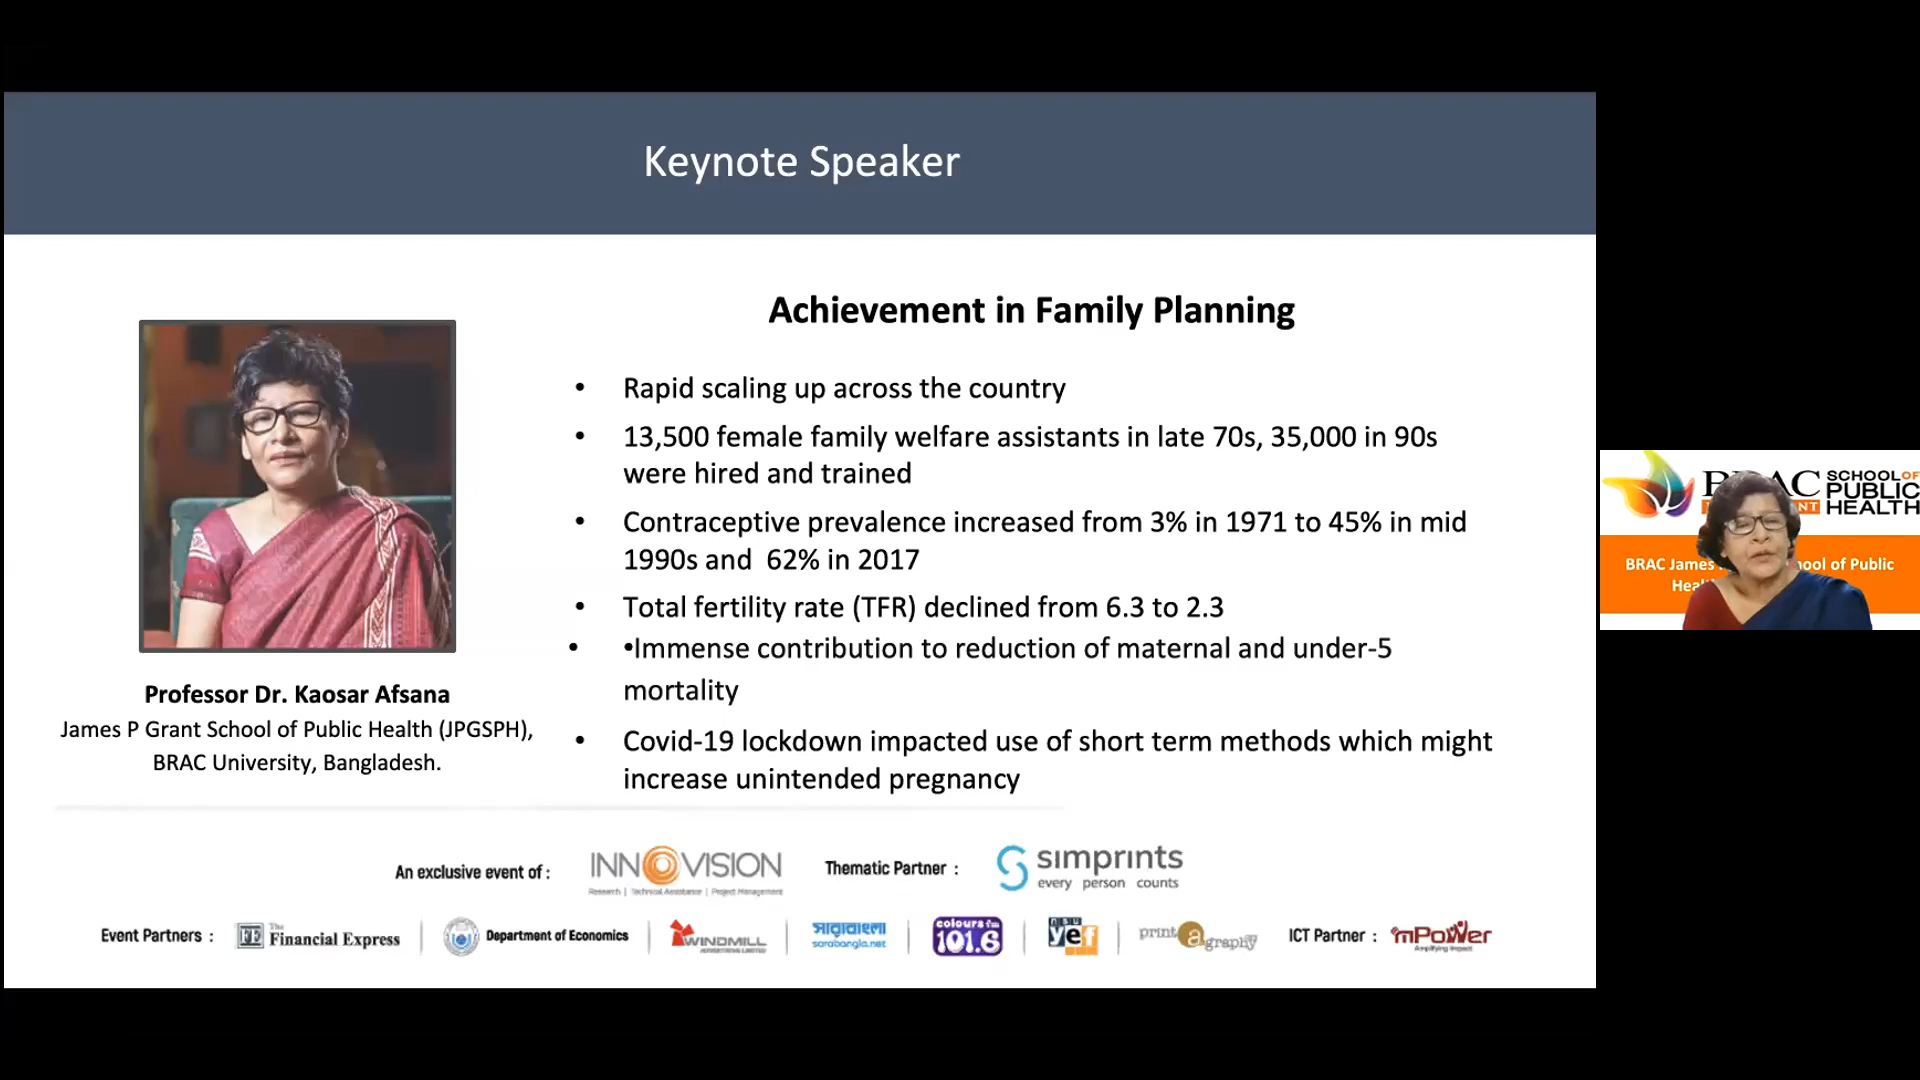 Keynote Speaker
Achievement in Family Planning
• Rapid scaling up across the country
• 13,500 female family welfare assistants in late 70s, 35,000 in 90s
were hired and trained
• Contraceptive prevalence increased from 3% in 1971 to 45% in mid
1990s and 62% in 2017
• Total fertility rate (TFR) declined from 6.3 to 2.3
• •Immense contribution to reduction of maternal and under-5
mortality
• Covid-19 lockdown impacted use of short term methods which might
increase unintended pregnancy
Professor Dr. Kaosar Afsana
James P Grant School of Public Health (JPGSPH),
BRAC University, Bangladesh.
An exclusive event of :
INNOVISION
Research | Technical Assistance | Project Management
Thematic Partner :
simprints
every person counts
Event Partners :
FE
The
Financial Express
Department of Economics
WINDMILL
ADVERTISING LIMITED
সারাবাংলা
sarabangla.net
colours fm
101.6
nsu
yef
print a graphy
ICT Partner :
mPower
Amplifying Impact
SCHOOL OF
PUBLIC
HEALTH
BRAC James
School of Public